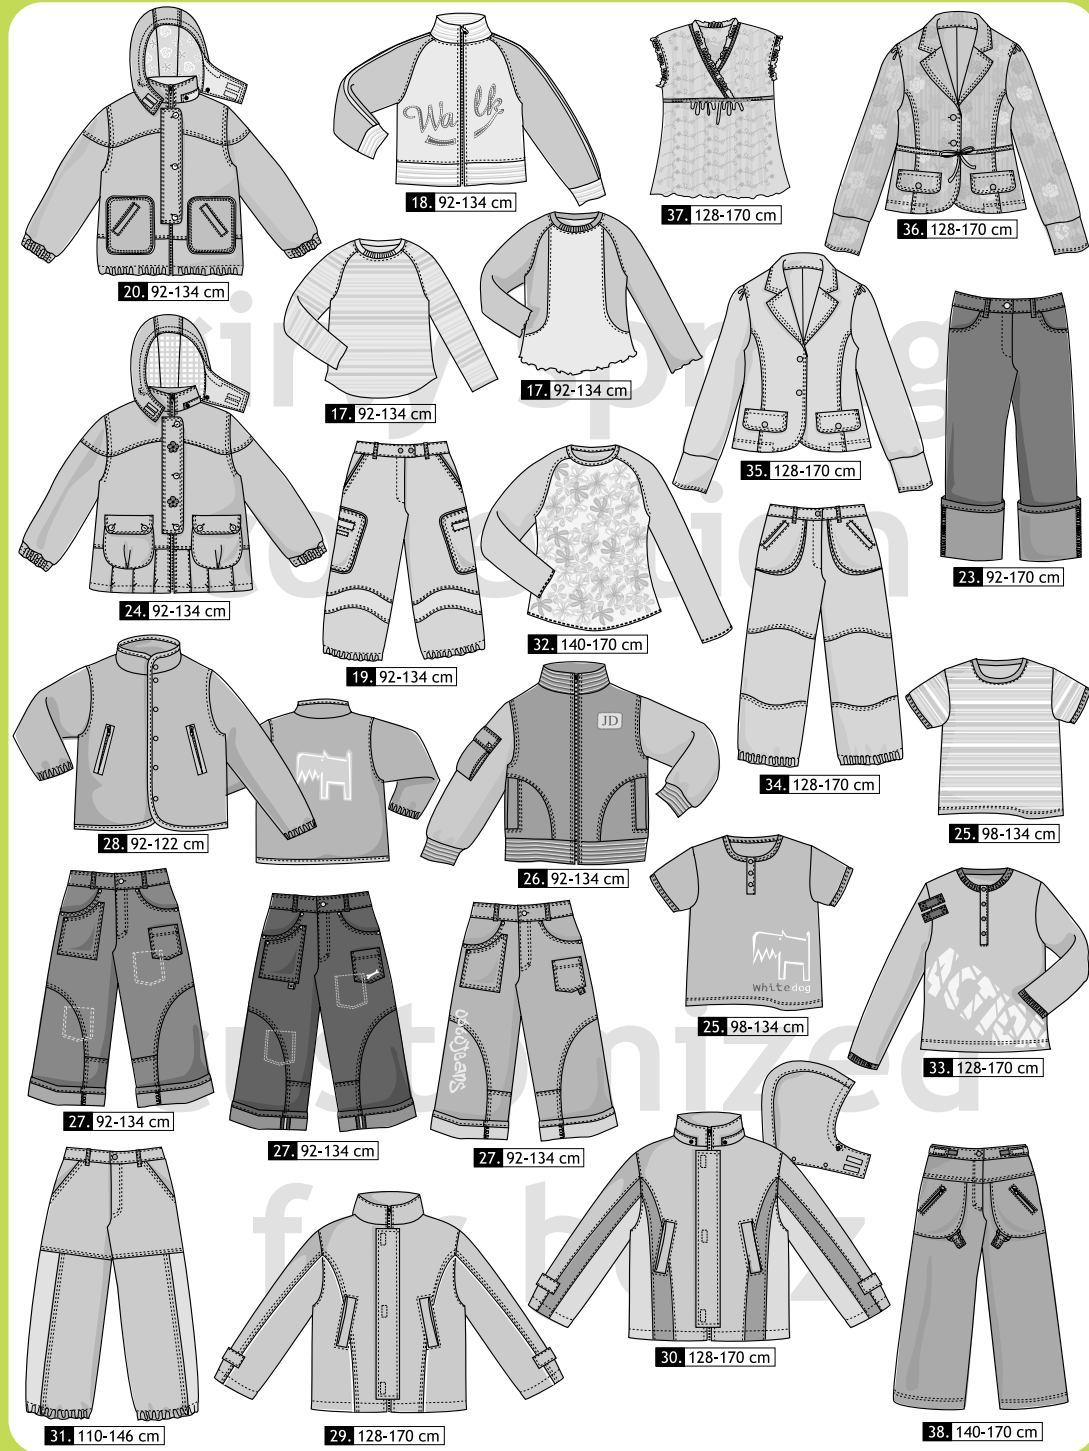 Walk
18. 92-134 cm
37. 128-170 cm
36. 128-170 cm
20. 92-134 cm
spring
17. 92-134 cm
17. 92-134 cm
35. 128-170 cm
collection
23. 92-170 cm
24. 92-134 cm
32. 140-170 cm
19. 92-134 cm
JD
34. 128-170 cm
25. 98-134 cm
28. 92-122 cm
26. 92-134 cm
whitedog
25. 98-134 cm
customized
33. 128-170 cm
27. 92-134 cm
27. 92-134 cm
27. 92-134 cm
30. 128-170 cm
31. 110-146 cm
29. 128-170 cm
38. 140-170 cm